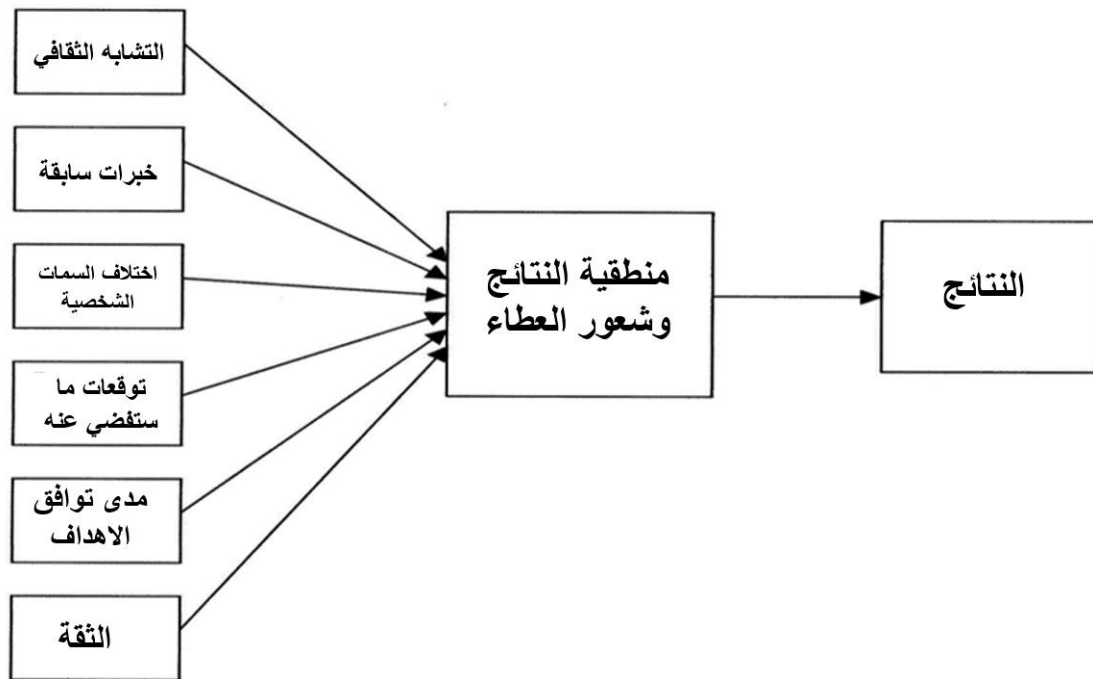 التشابه الثقافي
خبرات سابقة
اختلاف السمات
الشخصية
توقعات ما
ستفضي عنه
مدى توافق
الاهداف
الثقة
منطقية النتائج
وشعور العطاء
النتائج